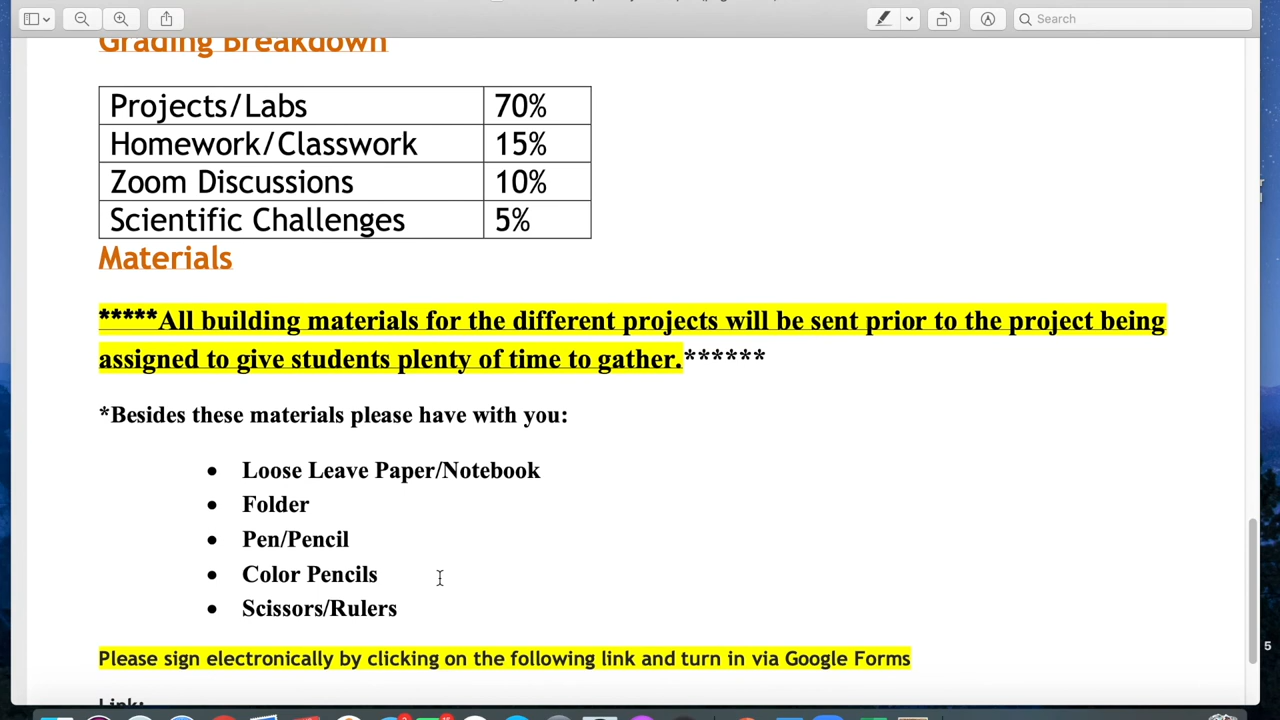 Search
Grading Breakdown
Projects/Labs 70%
Homework/Classwork 15%
Zoom Discussions 10%
Scientific Challenges 5%
Materials
*****All building materials for the different projects will be sent prior to the project being
assigned to give students plenty of time to gather.******
*Besides these materials please have with you:
• Loose Leave Paper/Notebook
• Folder
• Pen/Pencil
• Color Pencils
• Scissors/Rulers
Please sign electronically by clicking on the following link and turn in via Google Forms
Link:
5